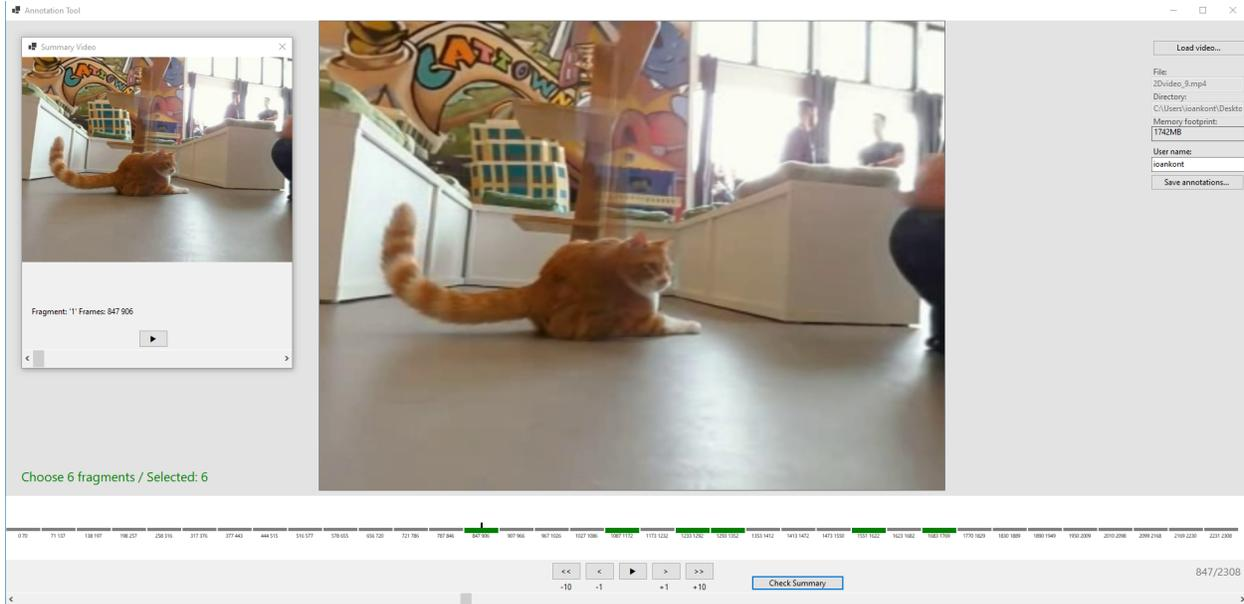 Annotation Tool
Summary Video
CATTOWN
Fragment: '1' Frames: 847 906
Choose 6 fragments / Selected: 6
Load video...
File:
2Dvideo_9.mp4
Directory:
C:\Users\ioankont\Deskto
Memory footprint:
1742MB
User name:
ioankont
Save annotations...
0 70 71 137 138 197 198 257 258 316 317 376 377 443 444 515 516 577 578 655 656 720 721 786 787 846 847 906 907 966 967 1026 1027 1086 1087 1172 1173 1232 1233 1292 1293 1352 1353 1412 1413 1472 1473 1550 1551 1622 1623 1682 1683 1769 1770 1829 1830 1889 1890 1949 1950 2009 2010 2098 2099 2168 2169 2230 2231 2308
<< < > >>
-10 -1 +1 +10
Check Summary
847/2308